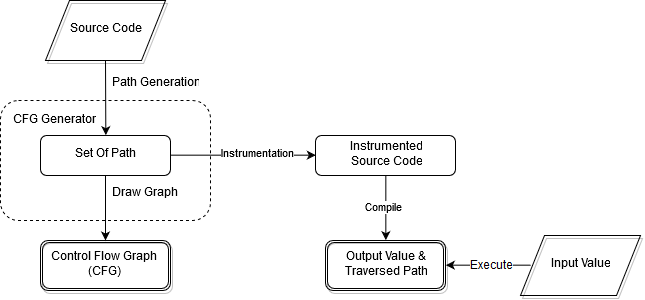 Source Code
Path Generation
CFG Generator
Set Of Path
Instrumentation
Instrumented
Source Code
Draw Graph
Compile
Control Flow Graph
(CFG)
Output Value &
Traversed Path
Execute
Input Value